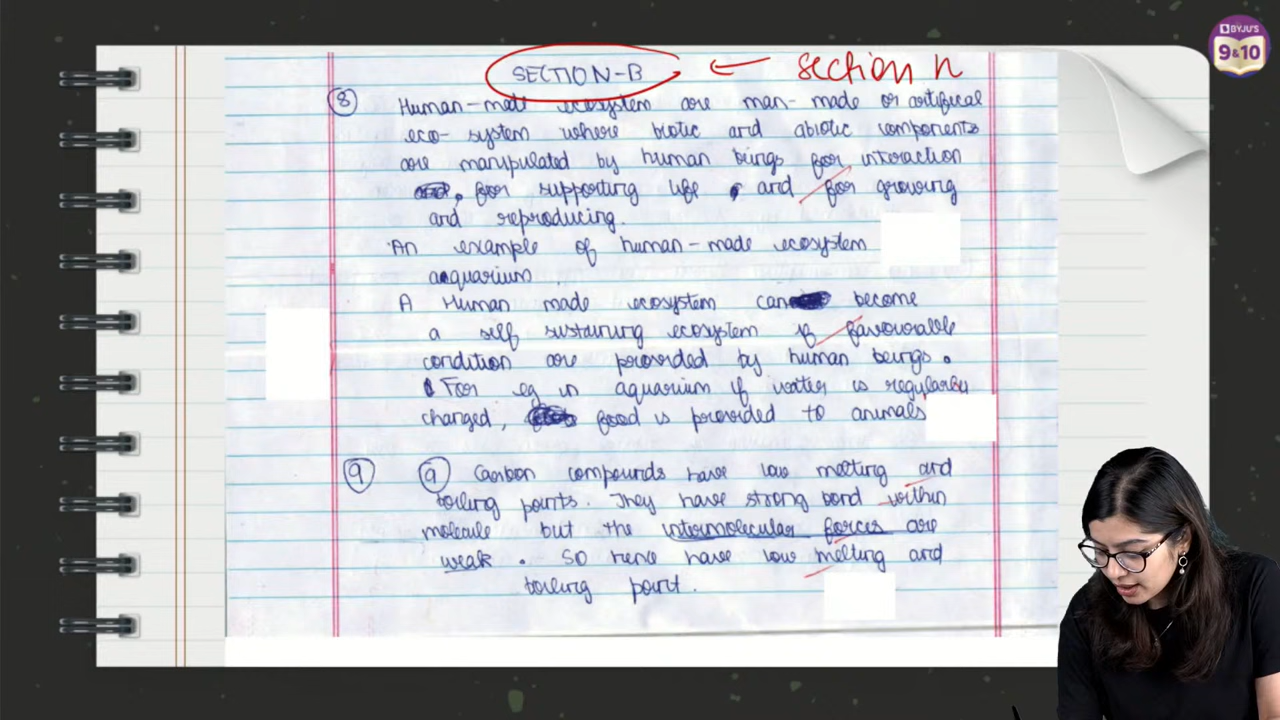 BYJU'S
9&10
SECTION-B ← section
8 Human-made ecosystem are man-made or artifical
eco-system where biotic and abiotic components
are manipulated by human beings for interaction
, for supporting life and for growing
and reproducing.
An example of human-made ecosystem
aquarium
A Human made ecosystem can become
a self sustaining ecosystem if favourable
condition are provided by human beings.
For eg in aquarium if water is regularly
changed, food is provided to animals
9 9 Carbon compounds have low melting and
boiling points. They have strong bond within
molecule but the intermolecular forces are
weak. So hence have low melting and
boiling point.